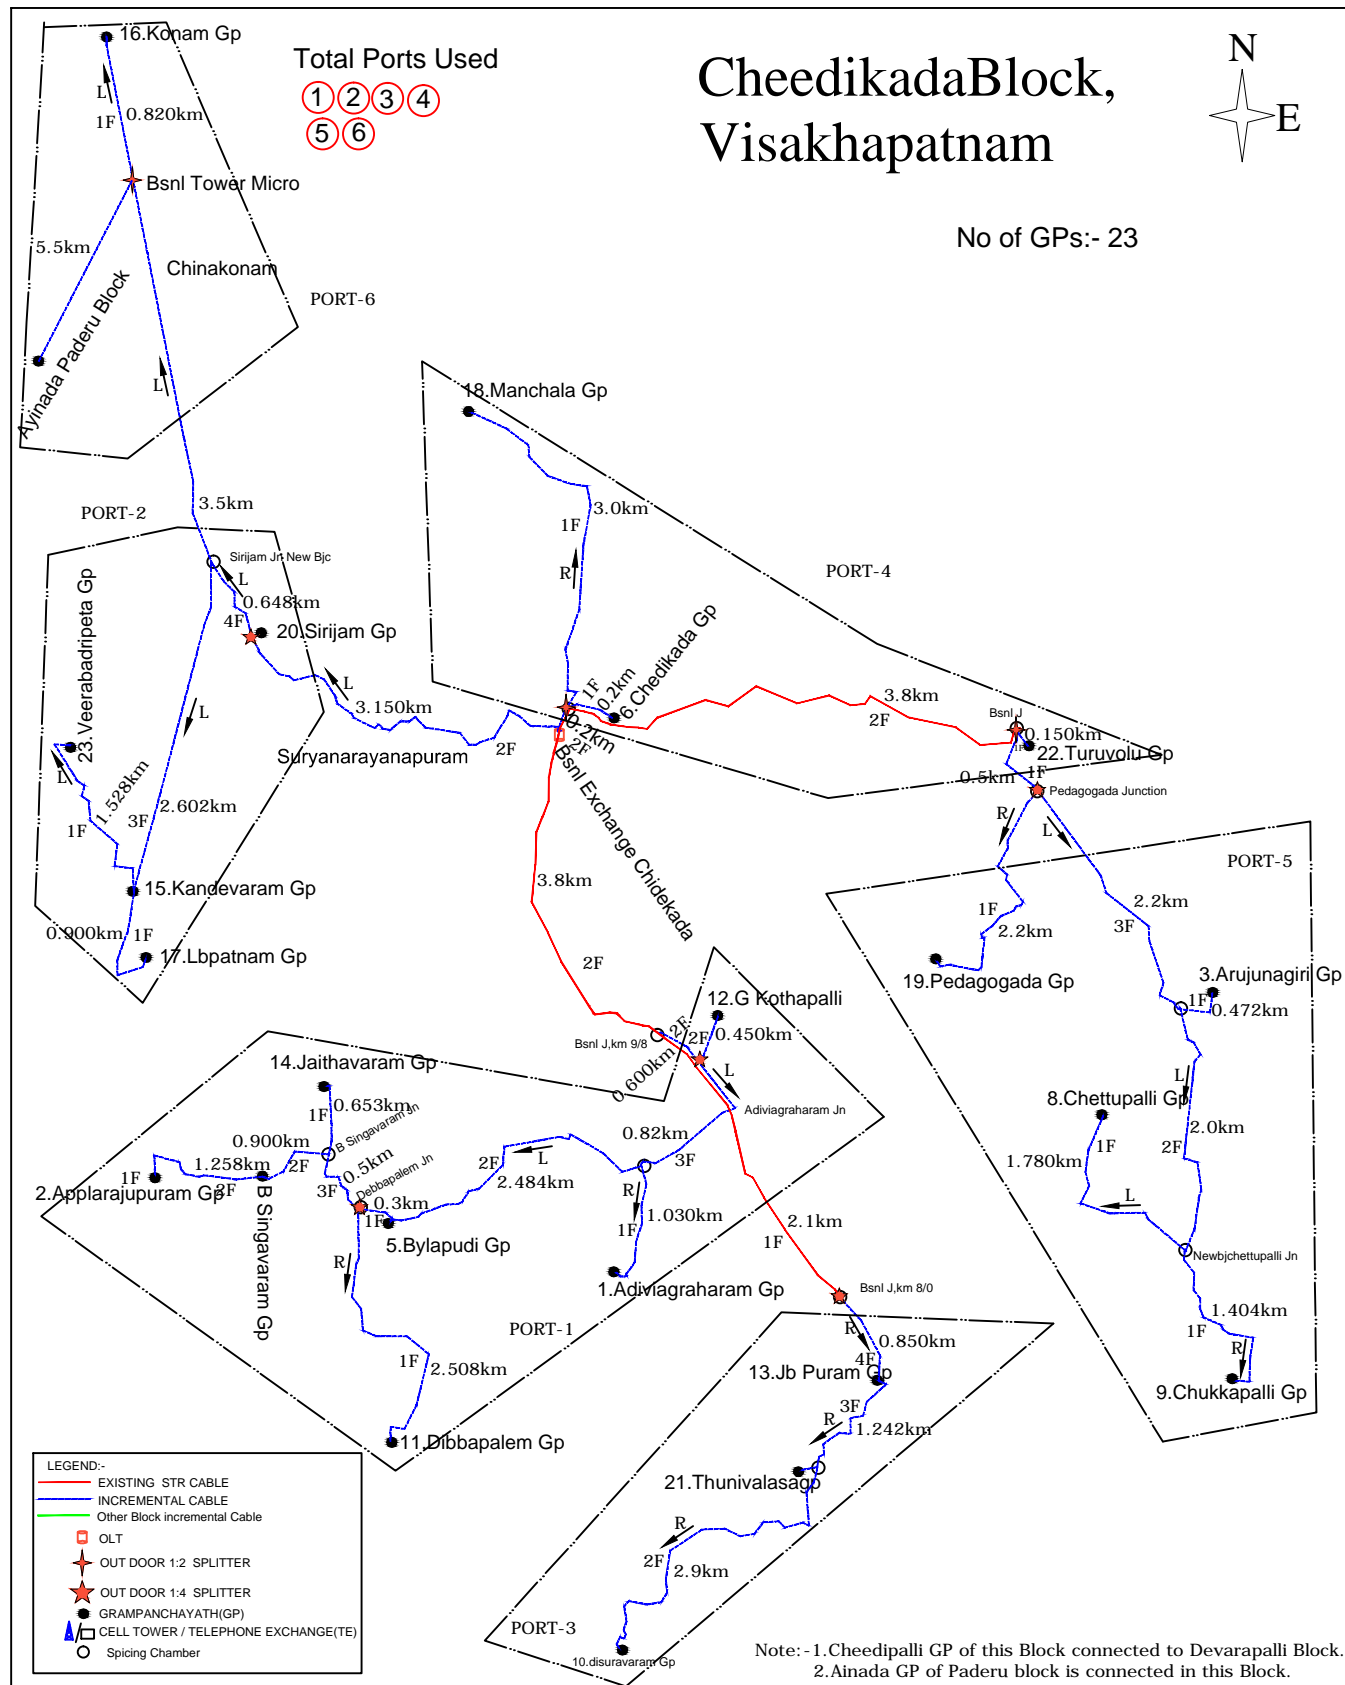 CheedikadaBlock,
Visakhapatnam
N
E
No of GPs:- 23
Total Ports Used
1 2 3 4
5 6
16.Konam Gp
L
1F
0.820km
Bsnl Tower Micro
5.5km
Chinakonam
Ayinada Paderu Block
PORT-6
L
3.5km
PORT-2
Sirijam Jn New Bjc
L
0.648km
4F
20.Sirijam Gp
23.Veerabadripeta Gp
L
L
1.528km
1F
3F
2.602km
15.Kandevaram Gp
0.900km
1F
17.Lbpatnam Gp
L
3.150km
Suryanarayanapuram
2F
18.Manchala Gp
3.0km
1F
R
PORT-4
1F
0.2km
6.Chedikada Gp
0.2km
2F
Bsnl Exchange Chidekada
3.8km
2F
Bsnl J
0.150km
1F
22.Turuvolu Gp
0.5km
1F
Pedagogada Junction
R
L
PORT-5
1F
2.2km
19.Pedagogada Gp
2.2km
3F
3.Arujunagiri Gp
1F
0.472km
L
8.Chettupalli Gp
1F
2.0km
2F
1.780km
L
Newbjchettupalli Jn
1.404km
1F
R
9.Chukkapalli Gp
3.8km
2F
12.G Kothapalli
Bsnl J,km 9/8
2F
2F
0.450km
0.600km
L
Adiviagraharam Jn
0.82km
3F
14.Jaithavaram Gp
1F
0.653km
B Singavaram Jn
0.900km
2F
1.258km
1F
2F
2.Applarajupuram Gp
B Singavaram Gp
0.5km
3F
Debbapalem Jn
0.3km
1F
5.Bylapudi Gp
2F
L
2.484km
R
1F
1.030km
1.Adiviagraharam Gp
R
PORT-1
1F
2.508km
11.Dibbapalem Gp
2.1km
1F
Bsnl J,km 8/0
R
0.850km
4F
13.Jb Puram Gp
3F
R
1.242km
21.Thunivalasagp
R
2F
2.9km
PORT-3
10.disuravaram Gp
LEGEND:-
EXISTING STR CABLE
INCREMENTAL CABLE
Other Block incremental Cable
OLT
OUT DOOR 1:2 SPLITTER
OUT DOOR 1:4 SPLITTER
GRAMPANCHAYATH(GP)
/ CELL TOWER / TELEPHONE EXCHANGE(TE)
Spicing Chamber
Note:-1.Cheedipalli GP of this Block connected to Devarapalli Block.
2.Ainada GP of Paderu block is connected in this Block.